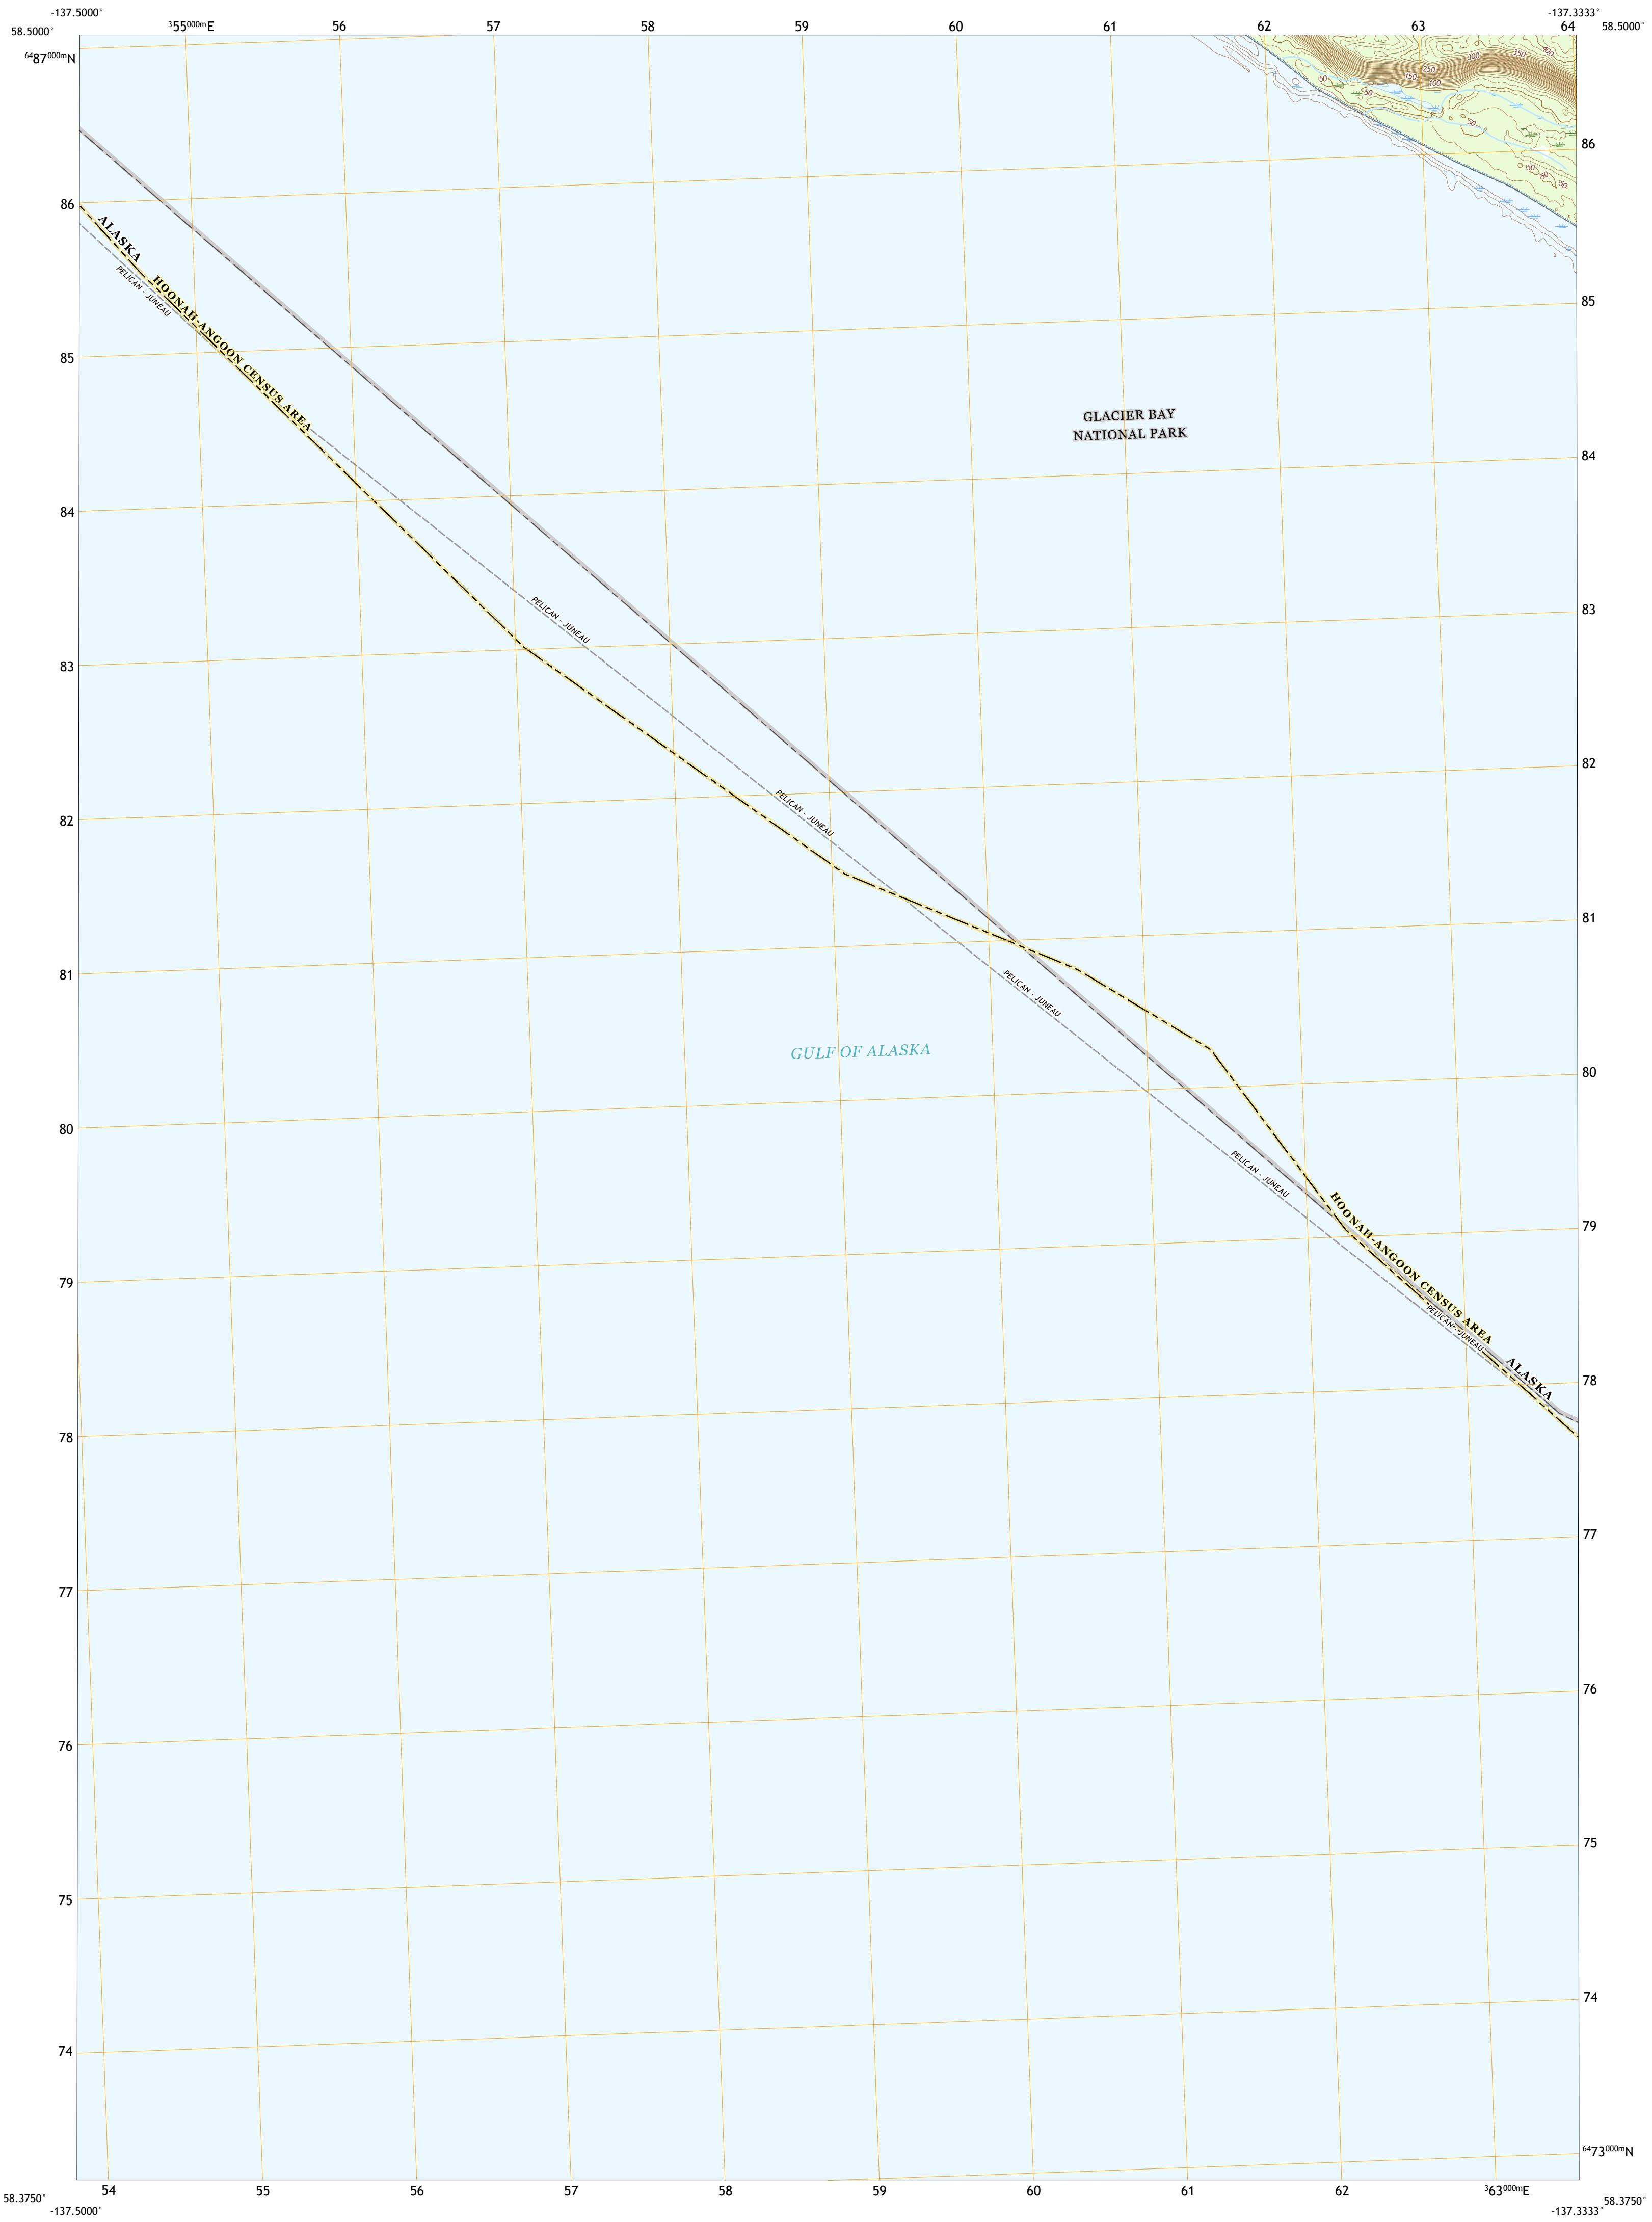 -137.5000° -137.3333°
58.5000° ³55⁰⁰⁰ᵐE 56 57 58 59 60 61 62 63 64 58.5000°
⁶⁴87⁰⁰⁰ᵐN
400
350
300
250
150 100
50
50
50
50 50
86
86
ALASKA
PELICAN - JUNEAU
HOONAH-ANGOON CENSUS AREA
85
85
GLACIER BAY
NATIONAL PARK
84
84
PELICAN - JUNEAU
83
83
82
PELICAN - JUNEAU
82
81
PELICAN - JUNEAU
81
GULF OF ALASKA
80
80
PELICAN - JUNEAU
HOONAH-ANGOON CENSUS AREA
79
79
PELICAN - JUNEAU
ALASKA
78
78
77
77
76
76
75
75
74
74
⁶⁴73⁰⁰⁰ᵐN
54 55 56 57 58 59 60 61 62 ³63⁰⁰⁰ᵐE
58.3750° 58.3750°
-137.5000° -137.3333°